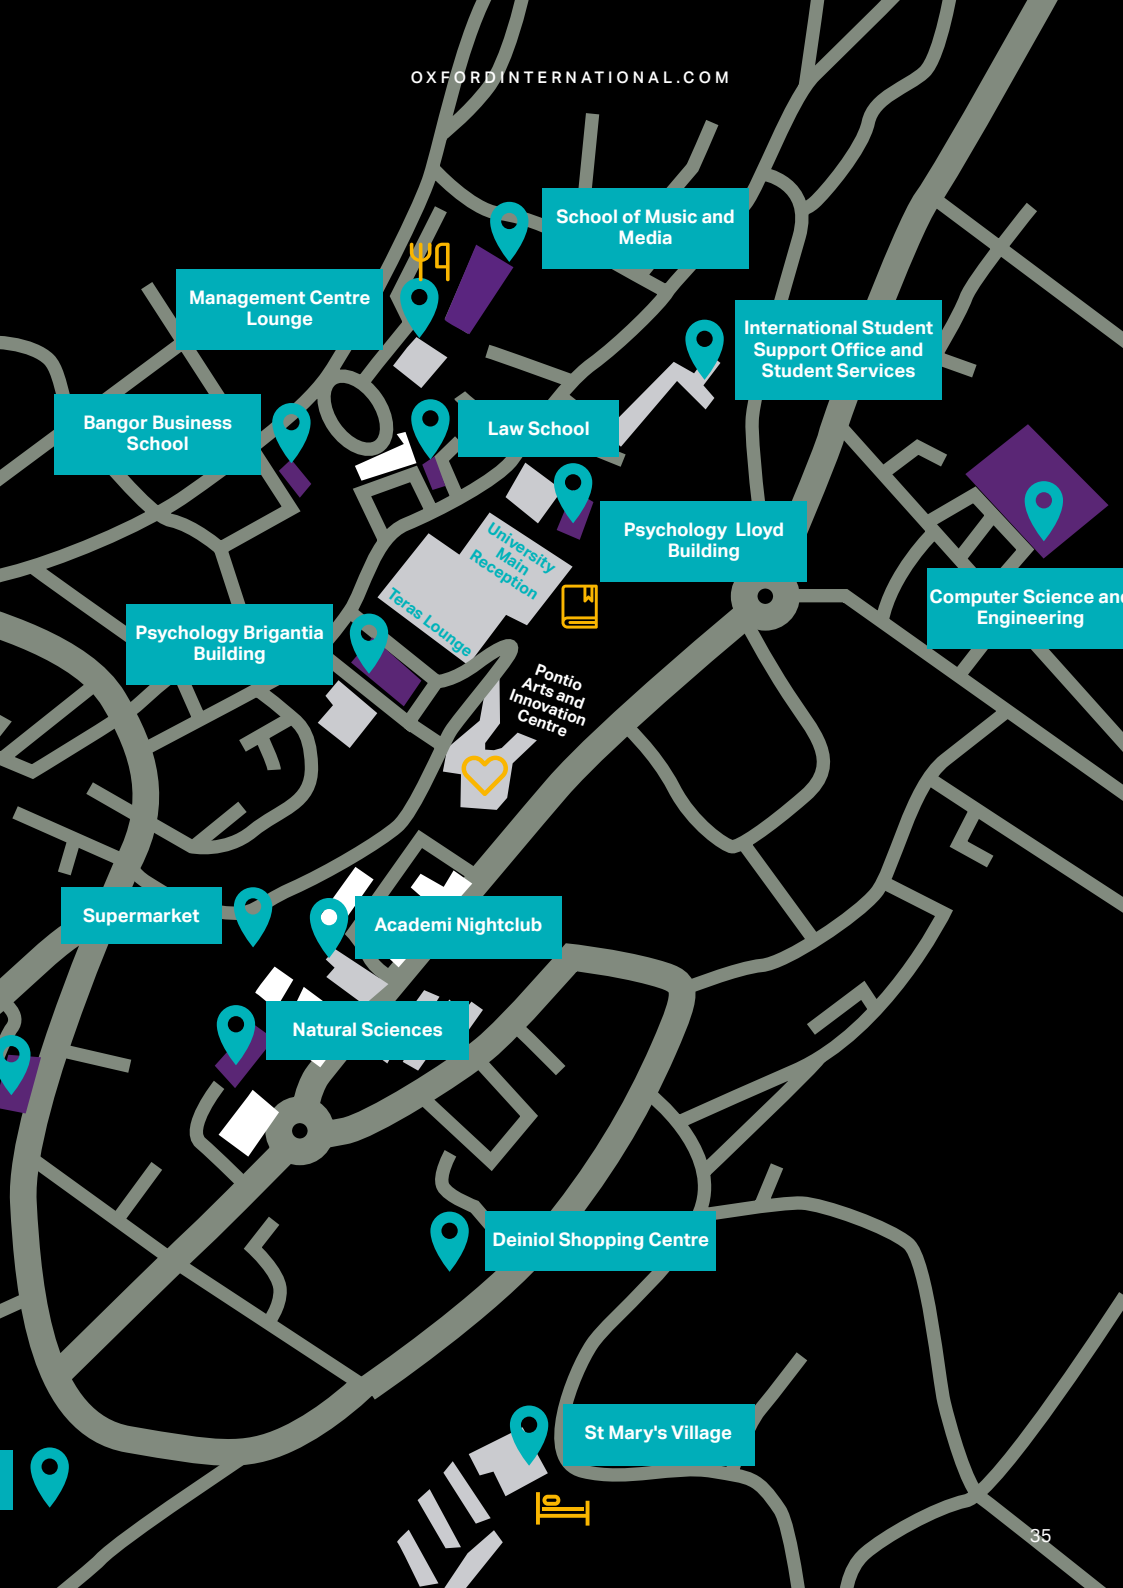 OXFORDINTERNATIONAL.COM
School of Music and
Media
Management Centre
Lounge
International Student
Support Office and
Student Services
Bangor Business
School
Law School
Psychology Lloyd
Building
University
Main
Reception
Teras Lounge
Computer Science and
Engineering
Psychology Brigantia
Building
Pontio
Arts and
Innovation
Centre
Supermarket
Academi Nightclub
Natural Sciences
Deiniol Shopping Centre
St Mary's Village
35